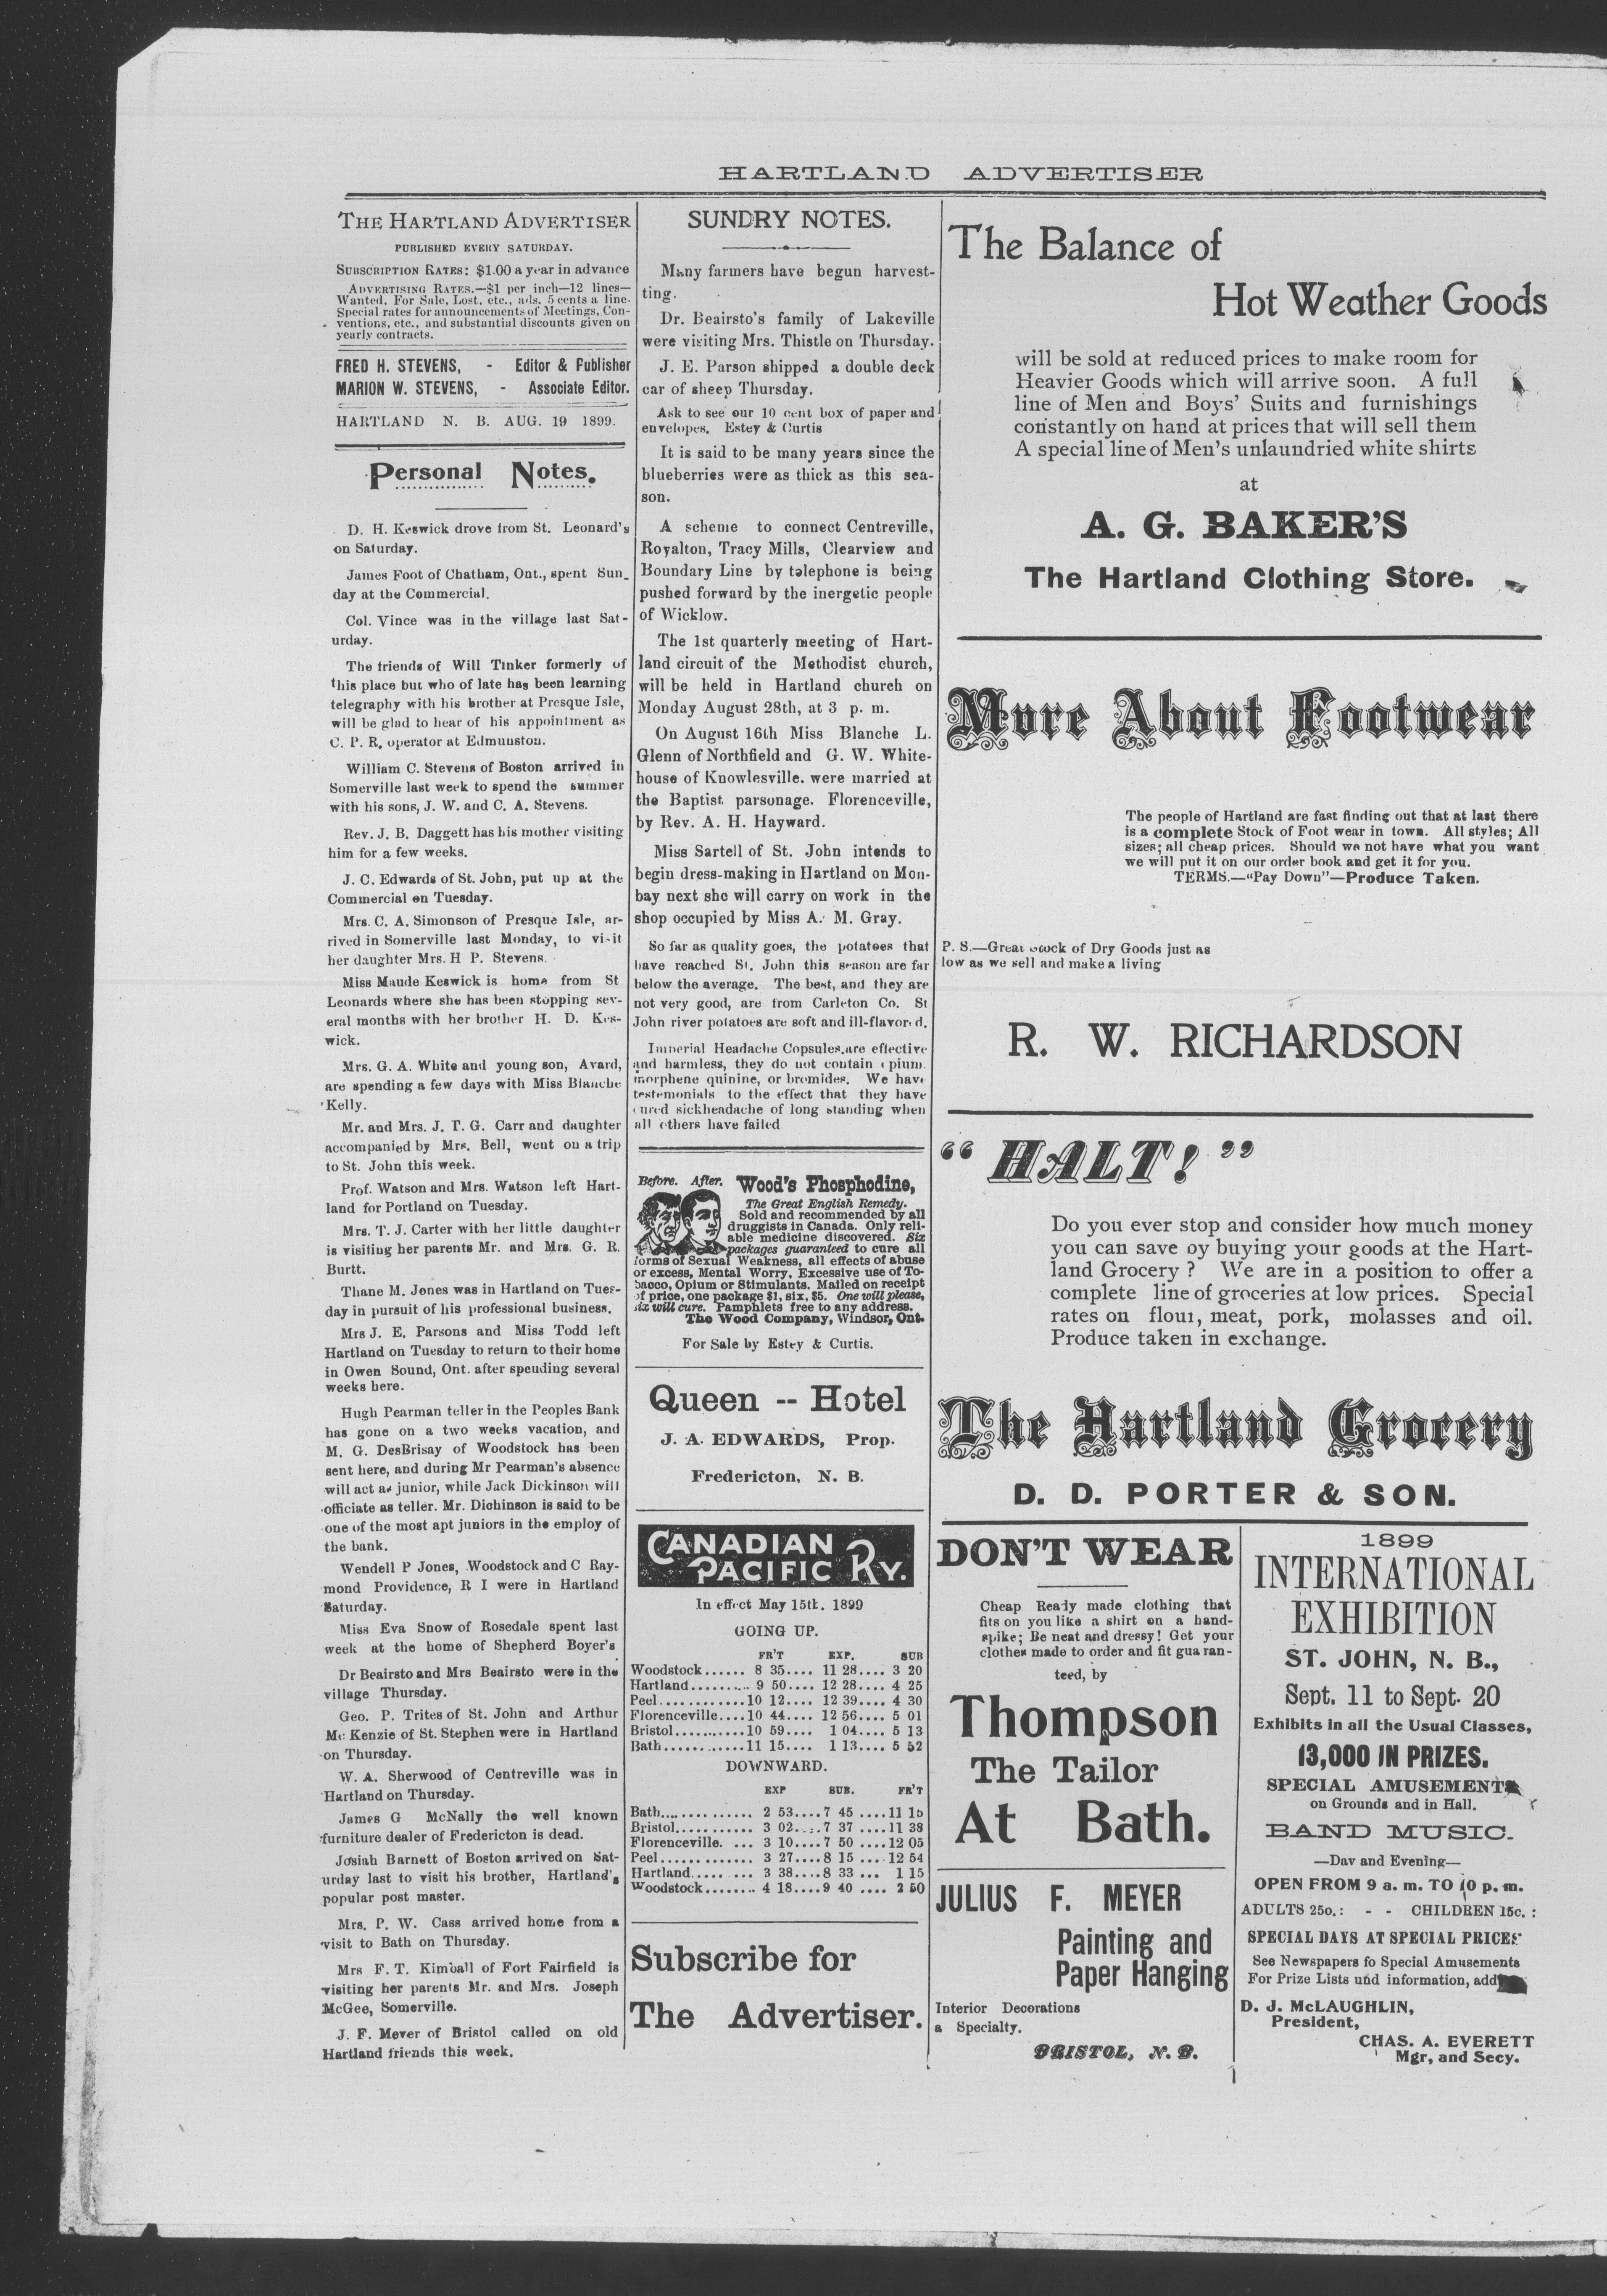 HARTLAND ADVERTISER
THE HARTLAND ADVERTISER
PUBLISHED EVERY SATURDAY.
SUBSCRIPTION RATES: $1.00 a year in advance
ADVERTISING RATES.—$1 per inch—12 lines—
Wanted, For Sale, Lost, etc., ads. 5 cents a line.
Special rates for announcements of Meetings, Con-
ventions, etc., and substantial discounts given on
yearly contracts.
FRED H. STEVENS, - Editor & Publisher
MARION W. STEVENS, - Associate Editor.
HARTLAND N. B. AUG. 19 1899.
Personal Notes.
D. H. Keswick drove from St. Leonard's
on Saturday.
James Foot of Chatham, Ont., spent Sun-
day at the Commercial.
Col. Vince was in the village last Sat-
urday.
The friends of Will Tinker formerly of
this place but who of late has been learning
telegraphy with his brother at Presque Isle,
will be glad to hear of his appointment as
C. P. R. operator at Edmunston.
William C. Stevens of Boston arrived in
Somerville last week to spend the summer
with his sons, J. W. and C. A. Stevens.
Rev. J. B. Daggett has his mother visiting
him for a few weeks.
J. C. Edwards of St. John, put up at the
Commercial on Tuesday.
Mrs. C. A. Simonson of Presque Isle, ar-
rived in Somerville last Monday, to visit
her daughter Mrs. H P. Stevens.
Miss Maude Keswick is home from St
Leonards where she has been stopping sev-
eral months with her brother H. D. Kes-
wick.
Mrs. G. A. White and young son, Avard,
are spending a few days with Miss Blanche
Kelly.
Mr. and Mrs. J. T. G. Carr and daughter
accompanied by Mrs. Bell, went on a trip
to St. John this week.
Prof. Watson and Mrs. Watson left Hart-
land for Portland on Tuesday.
Mrs. T. J. Carter with her little daughter
is visiting her parents Mr. and Mrs. G. R.
Burtt.
Thane M. Jones was in Hartland on Tues-
day in pursuit of his professional business.
Mrs J. E. Parsons and Miss Todd left
Hartland on Tuesday to return to their home
in Owen Sound, Ont. after spending several
weeks here.
Hugh Pearman teller in the Peoples Bank
has gone on a two weeks vacation, and
M. G. DesBrisay of Woodstock has been
sent here, and during Mr Pearman's absence
will act as junior, while Jack Dickinson will
officiate as teller. Mr. Dichinson is said to be
one of the most apt juniors in the employ of
the bank.
Wendell P Jones, Woodstock and C Ray-
mond Providence, R I were in Hartland
Saturday.
Miss Eva Snow of Rosedale spent last
week at the home of Shepherd Boyer's
Dr Beairsto and Mrs Beairsto were in the
village Thursday.
Geo. P. Trites of St. John and Arthur
Mc Kenzie of St. Stephen were in Hartland
on Thursday.
W. A. Sherwood of Centreville was in
Hartland on Thursday.
James G McNally the well known
furniture dealer of Fredericton is dead.
Josiah Barnett of Boston arrived on Sat-
urday last to visit his brother, Hartland's
popular post master.
Mrs. P. W. Cass arrived home from a
visit to Bath on Thursday.
Mrs F. T. Kimball of Fort Fairfield is
visiting her parents Mr. and Mrs. Joseph
McGee, Somerville.
J. F. Meyer of Bristol called on old
Hartland friends this week.
SUNDRY NOTES.
Many farmers have begun harvest-
ting.
Dr. Beairsto's family of Lakeville
were visiting Mrs. Thistle on Thursday.
J. E. Parson shipped a double deck
car of sheep Thursday.
Ask to see our 10 cent box of paper and
envelopes. Estey & Curtis
It is said to be many years since the
blueberries were as thick as this sea-
son.
A scheme to connect Centreville,
Royalton, Tracy Mills, Clearview and
Boundary Line by telephone is being
pushed forward by the inergetic people
of Wicklow.
The 1st quarterly meeting of Hart-
land circuit of the Methodist church,
will be held in Hartland church on
Monday August 28th, at 3 p. m.
On August 16th Miss Blanche L.
Glenn of Northfield and G. W. White-
house of Knowlesville. were married at
the Baptist parsonage. Florenceville,
by Rev. A. H. Hayward.
Miss Sartell of St. John intends to
begin dress-making in Hartland on Mon-
bay next she will carry on work in the
shop occupied by Miss A. M. Gray.
So far as quality goes, the potatoes that
have reached St. John this season are far
below the average. The best, and they are
not very good, are from Carleton Co. St
John river potatoes are soft and ill-flavored.
Imperial Headache Copsules are effective
and harmless, they do not contain opium.
morphene quinine, or bromides. We have
testemonials to the effect that they have
cured sickheadache of long standing when
all others have failed
Before. After. Wood's Phosphodine,
The Great English Remedy.
Sold and recommended by all
druggists in Canada. Only reli-
able medicine discovered. Six
packages guaranteed to cure all
forms of Sexual Weakness, all effects of abuse
or excess, Mental Worry, Excessive use of To-
bacco, Opium or Stimulants. Mailed on receipt
of price, one package $1, six, $5. One will please,
six will cure. Pamphlets free to any address.
The Wood Company, Windsor, Ont.
For Sale by Estey & Curtis.
Queen -- Hotel
J. A. EDWARDS, Prop.
Fredericton, N. B.
CANADIAN PACIFIC RY.
In effect May 15th. 1899
GOING UP.
FR'T EXP. SUB
Woodstock...... 8 35.... 11 28.... 3 20
Hartland.......... 9 50.... 12 28.... 4 25
Peel............10 12.... 12 39.... 4 30
Florenceville....10 44.... 12 56.... 5 01
Bristol..........10 59.... 1 04.... 5 13
Bath............11 15.... 1 13.... 5 52
DOWNWARD.
EXP SUB. FR'T
Bath............. 2 53....7 45 ....11 15
Bristol........... 3 02....7 37 ....11 38
Florenceville. ... 3 10....7 50 ....12 05
Peel............. 3 27....8 15 ....12 54
Hartland......... 3 38....8 33 ... 1 15
Woodstock........ 4 18....9 40 .... 2 50
Subscribe for
The Advertiser.
The Balance of
Hot Weather Goods
will be sold at reduced prices to make room for
Heavier Goods which will arrive soon. A full
line of Men and Boys' Suits and furnishings
constantly on hand at prices that will sell them
A special line of Men's unlaundried white shirts
at
A. G. BAKER'S
The Hartland Clothing Store.
More About Footwear
The people of Hartland are fast finding out that at last there
is a complete Stock of Foot wear in town. All styles; All
sizes; all cheap prices. Should we not have what you want
we will put it on our order book and get it for you.
TERMS.—"Pay Down"—Produce Taken.
P. S.—Great stock of Dry Goods just as
low as we sell and make a living
R. W. RICHARDSON
"HALT!"
Do you ever stop and consider how much money
you can save by buying your goods at the Hart-
land Grocery ? We are in a position to offer a
complete line of groceries at low prices. Special
rates on flour, meat, pork, molasses and oil.
Produce taken in exchange.
The Hartland Grocery
D. D. PORTER & SON.
DON'T WEAR
Cheap Ready made clothing that
fits on you like a shirt on a hand-
spike; Be neat and dressy! Get your
clothes made to order and fit guaran-
teed, by
Thompson
The Tailor
At Bath.
JULIUS F. MEYER
Painting and
Paper Hanging
Interior Decorations
a Specialty.
BRISTOL, N. B.
1899
INTERNATIONAL
EXHIBITION
ST. JOHN, N. B.,
Sept. 11 to Sept. 20
Exhibits in all the Usual Classes,
13,000 IN PRIZES.
SPECIAL AMUSEMENTS
on Grounds and in Hall.
BAND MUSIC.
—Day and Evening—
OPEN FROM 9 a. m. TO 10 p. m.
ADULTS 25c.: - - CHILDREN 15c. :
SPECIAL DAYS AT SPECIAL PRICES
See Newspapers fo Special Amusements
For Prize Lists und information, add
D. J. McLAUGHLIN,
President,
CHAS. A. EVERETT
Mgr, and Secy.